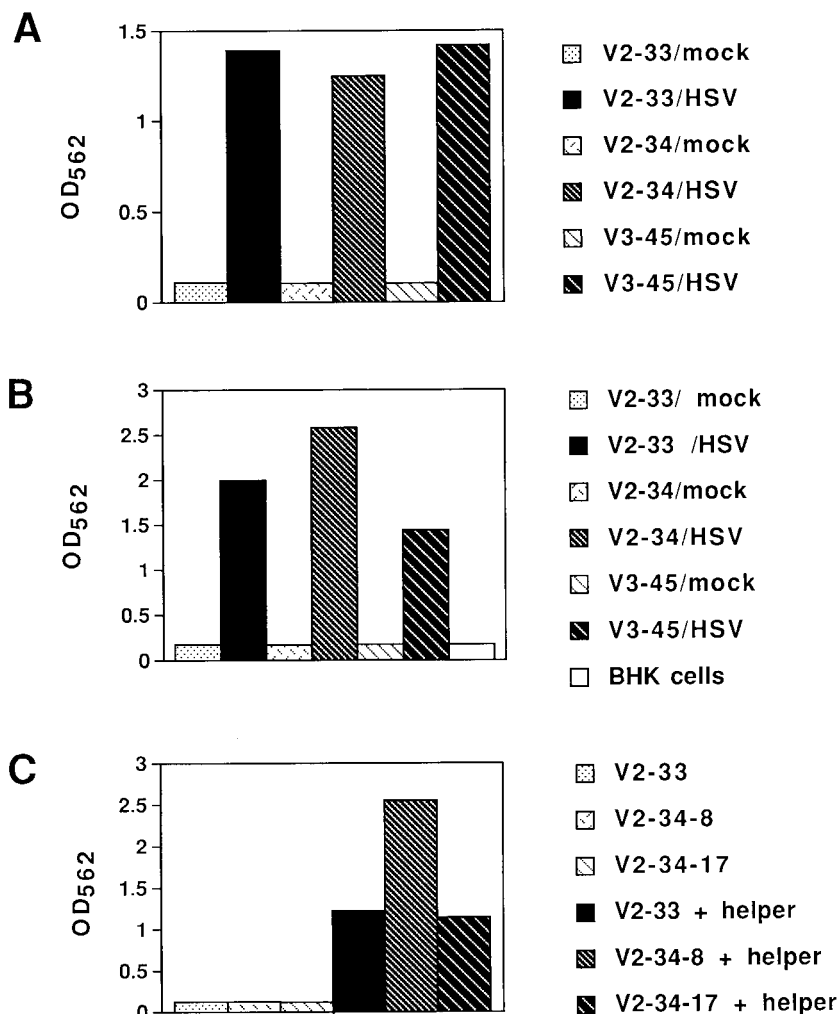 A
OD562
1.5
1
0.5
0
V2-33/mock
V2-33/HSV
V2-34/mock
V2-34/HSV
V3-45/mock
V3-45/HSV
B
OD562
3
2.5
2
1.5
1
0.5
0
V2-33/ mock
V2-33 /HSV
V2-34/mock
V2-34/HSV
V3-45/mock
V3-45/HSV
BHK cells
C
OD562
3
2.5
2
1.5
1
0.5
0
V2-33
V2-34-8
V2-34-17
V2-33 + helper
V2-34-8 + helper
V2-34-17 + helper